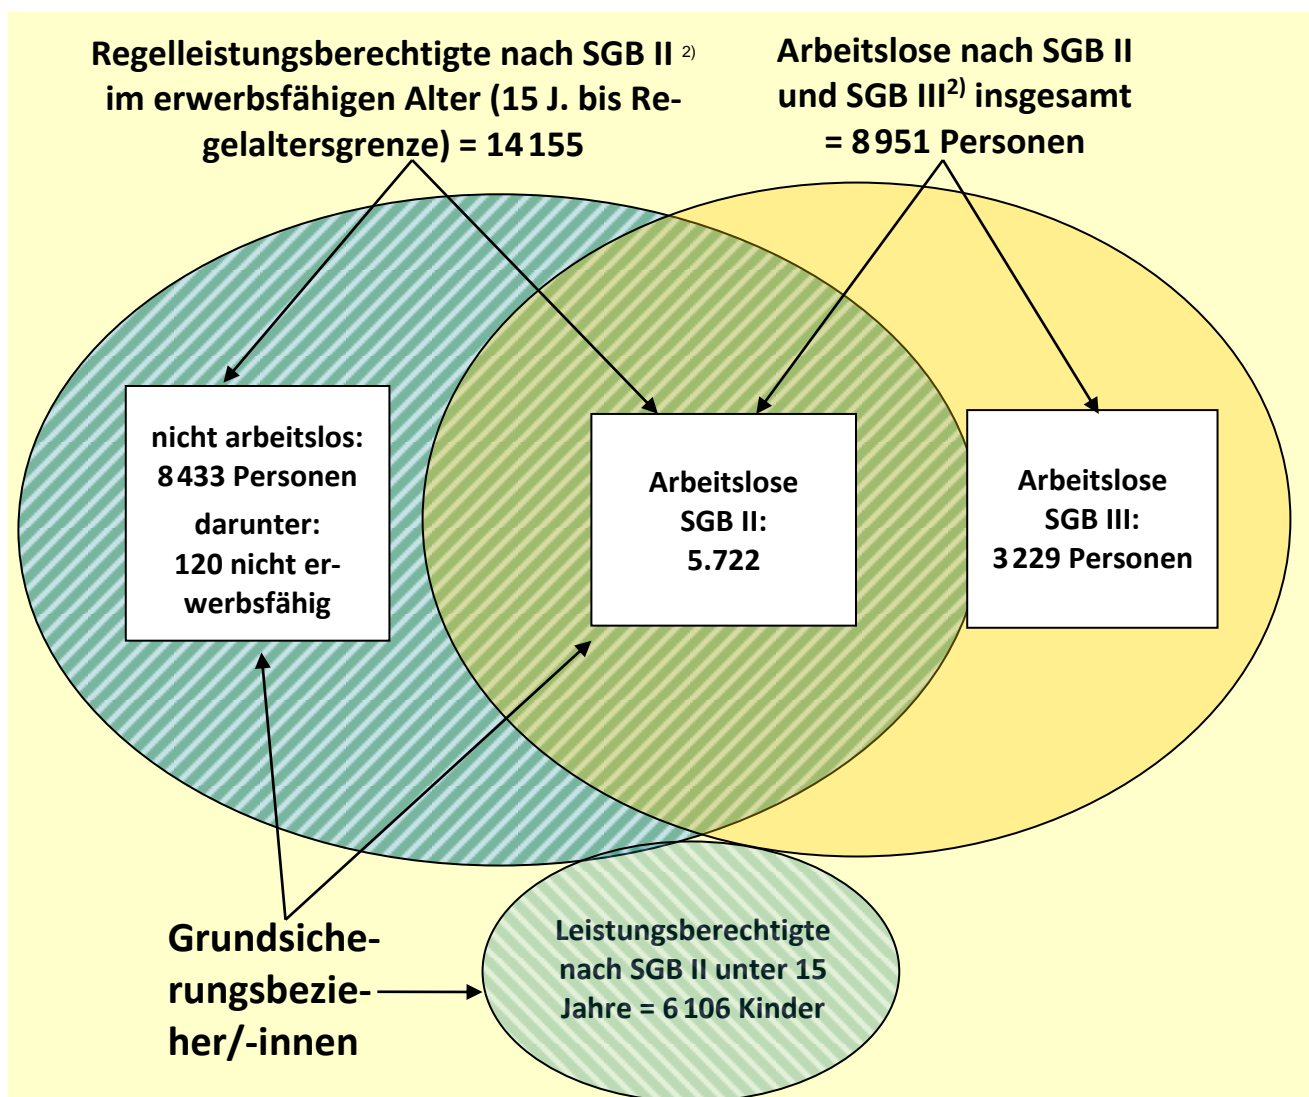 Regelleistungsberechtigte nach SGB II 2)
im erwerbsfähigen Alter (15 J. bis Re-
gelaltersgrenze) = 14 155
Arbeitslose nach SGB II
und SGB III2) insgesamt
= 8 951 Personen
nicht arbeitslos:
8 433 Personen
darunter:
120 nicht er-
werbsfähig
Arbeitslose
SGB II:
5.722
Arbeitslose
SGB III:
3 229 Personen
Grundsiche-
rungsbezie-
her/-innen
Leistungsberechtigte
nach SGB II unter 15
Jahre = 6 106 Kinder